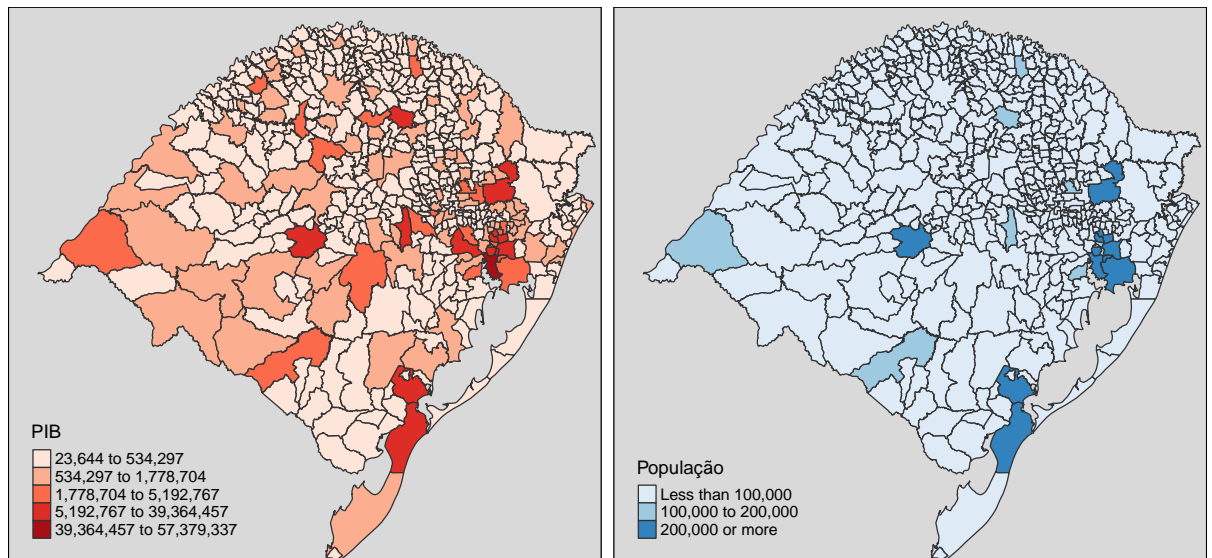 PIB
23,644 to 534,297
534,297 to 1,778,704
1,778,704 to 5,192,767
5,192,767 to 39,364,457
39,364,457 to 57,379,337
População
Less than 100,000
100,000 to 200,000
200,000 or more